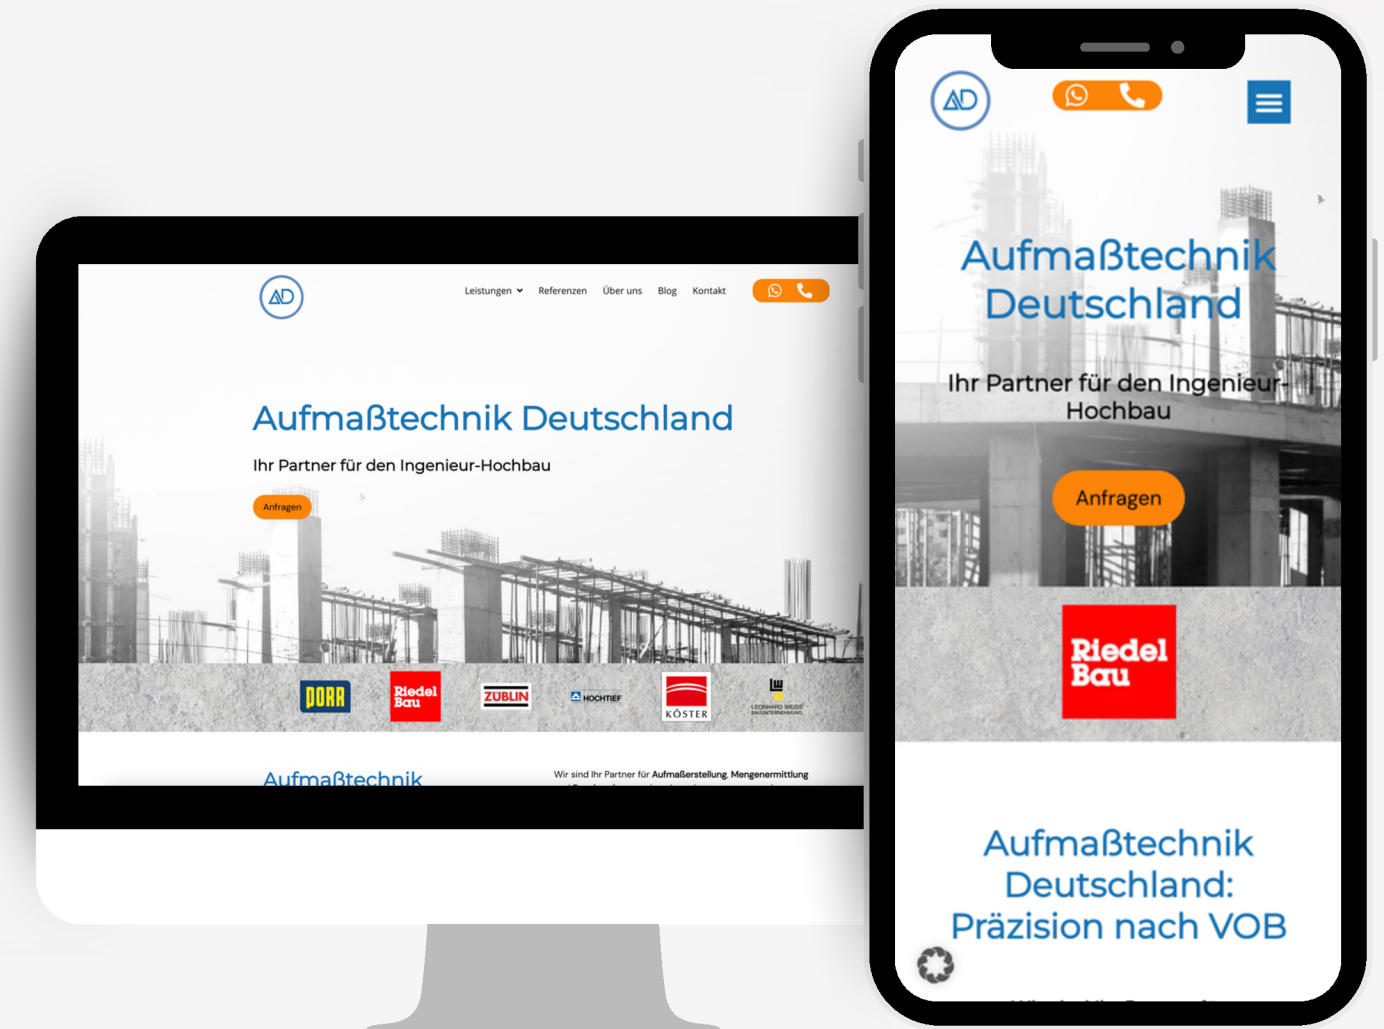 AD
Leistungen Referenzen Über uns Blog Kontakt
Aufmaßtechnik Deutschland
Ihr Partner für den Ingenieur-Hochbau
Anfragen
PORR
Riedel
Bau
ZÜBLIN
HOCHTIEF
KÖSTER
LEONHARD WEISS
BAUUNTERNEHMUNG
Aufmaßtechnik
Wir sind Ihr Partner für Aufmaßerstellung, Mengenermittlung
AD
Aufmaßtechnik
Deutschland
Ihr Partner für den Ingenieur-
Hochbau
Anfragen
Riedel
Bau
Aufmaßtechnik
Deutschland:
Präzision nach VOB